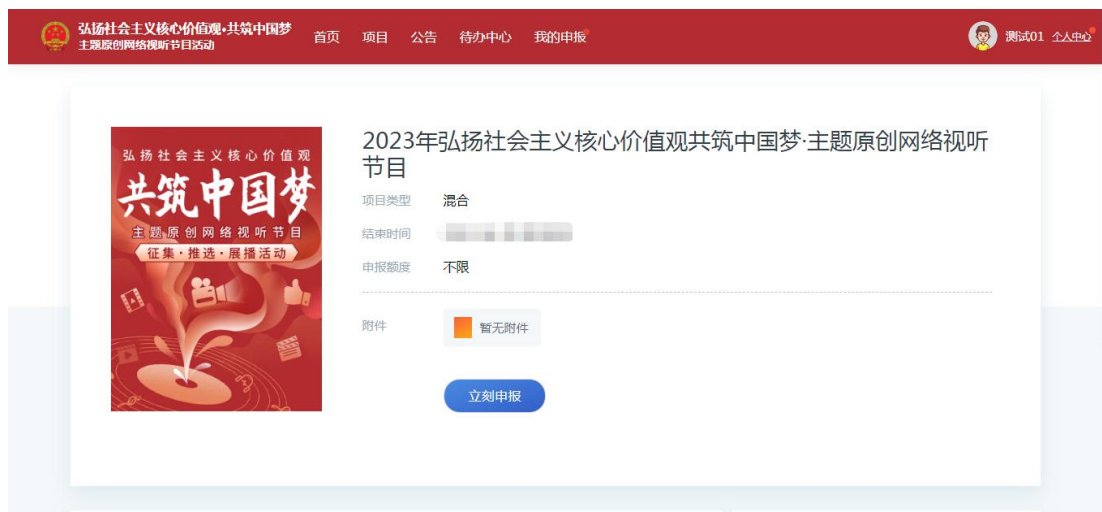 弘扬社会主义核心价值观·共筑中国梦
主题原创网络视听节目活动
首页 项目 公告 待办中心 我的申报
测试01 个人中心
弘扬社会主义核心价值观
共筑中国梦
主题原创网络视听节目
征集·推选·展播活动
2023年弘扬社会主义核心价值观共筑中国梦·主题原创网络视听
节目
项目类型 混合
结束时间
申报额度 不限
附件 暂无附件
立刻申报